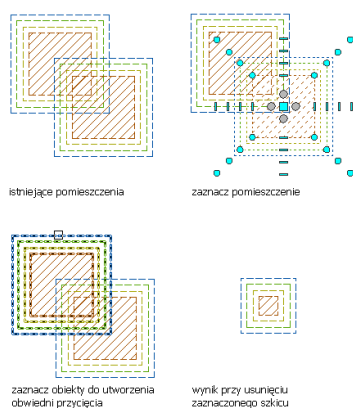 istniejące pomieszczenia
zaznacz pomieszczenie
zaznacz obiekty do utworzenia
obwiedni przycięcia
wynik przy usunięciu
zaznaczonego szkicu